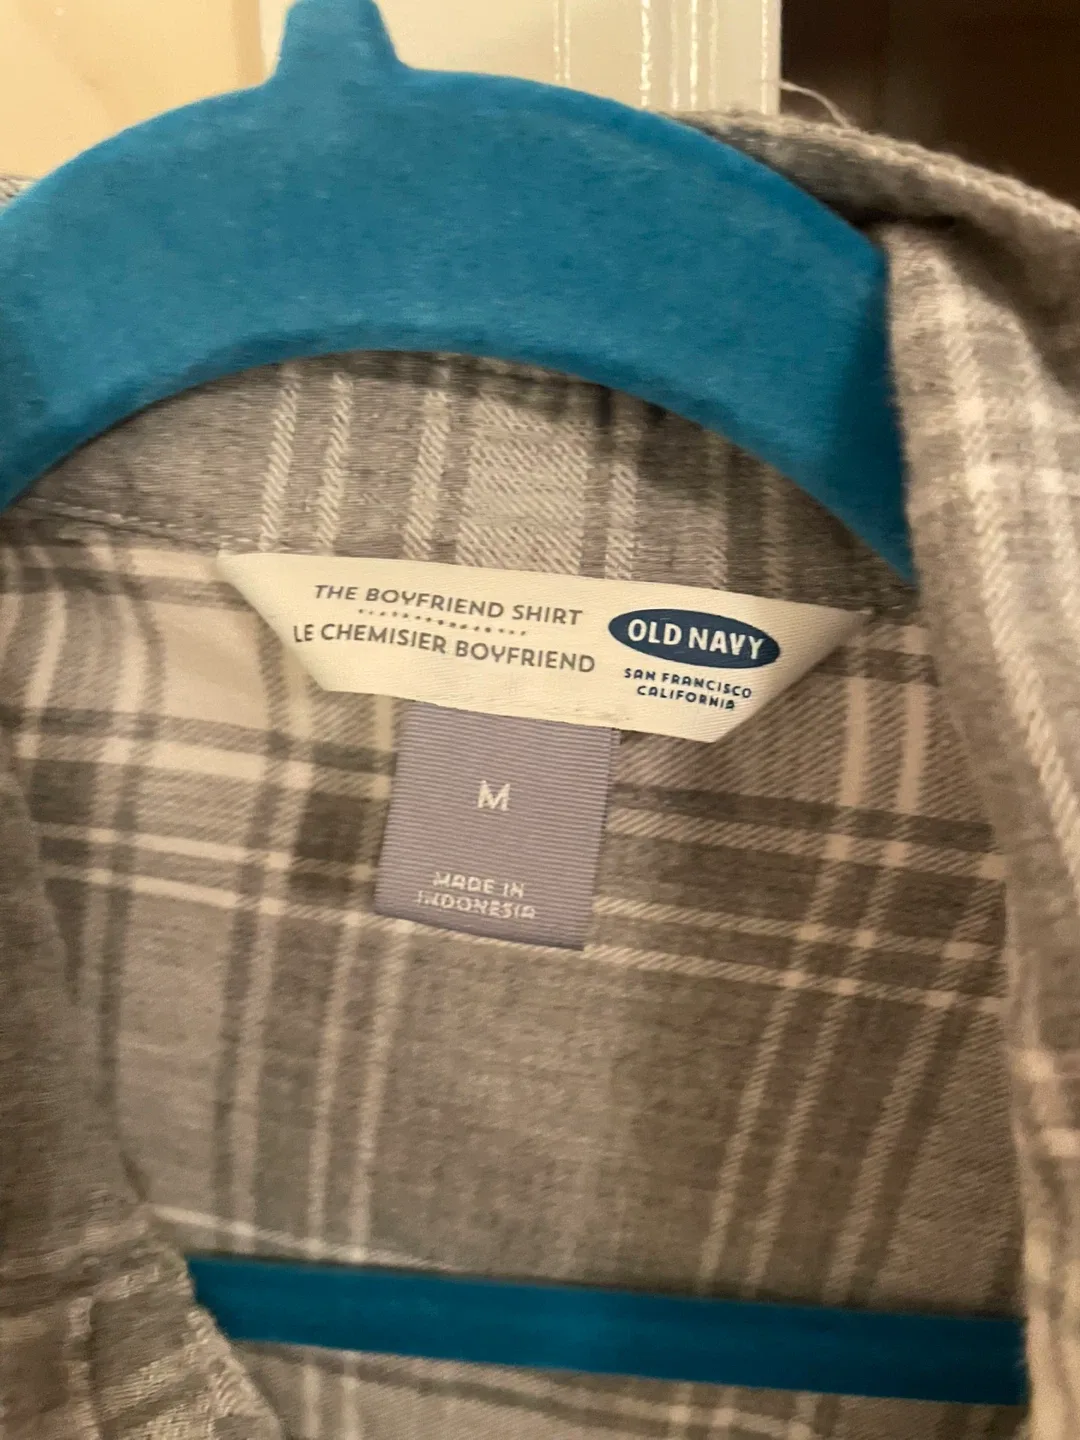 THE BOYFRIEND SHIRT
LE CHEMISIER BOYFRIEND
OLD NAVY
SAN FRANCISCO
CALIFORNIA
M
MADE IN
INDONESIA